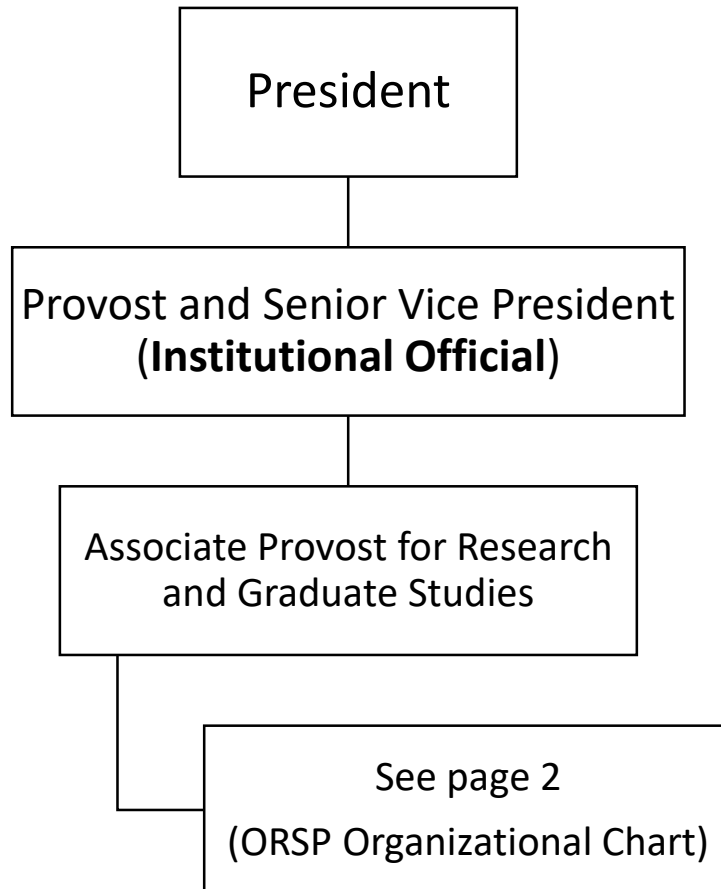 President
Provost and Senior Vice President
(Institutional Official)
Associate Provost for Research
and Graduate Studies
See page 2
(ORSP Organizational Chart)